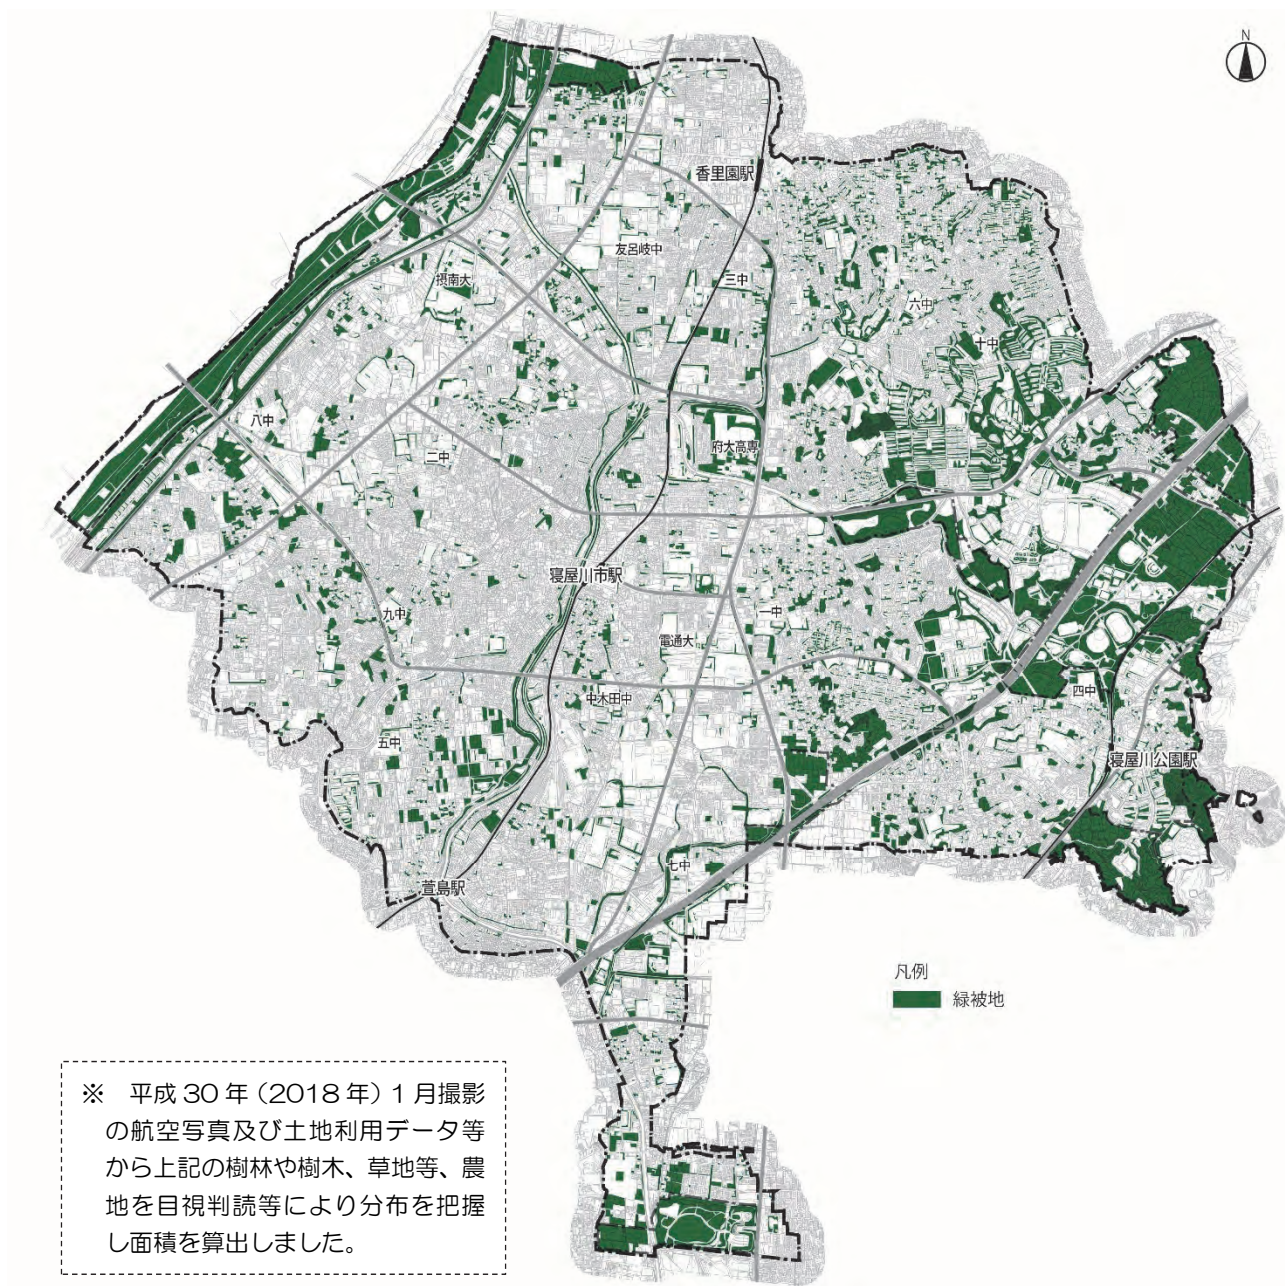 N
香里園駅
友呂岐中
三中
摂南大
六中
十中
八中
府大高専
二中
寝屋川市駅
一中
九中
電通大
四中
中木田中
五中
寝屋川公園駅
七中
萱島駅
凡例
緑被地
※ 平成30年(2018年)1月撮影
の航空写真及び土地利用データ等
から上記の樹林や樹木、草地等、農
地を目視判読等により分布を把握
し面積を算出しました。